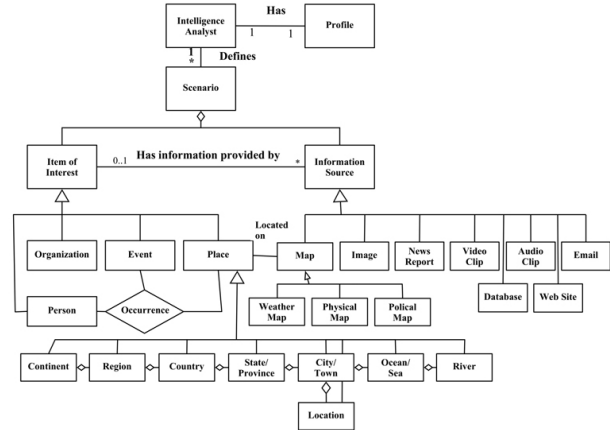 Has
Intelligence
Analyst
Profile
1
1
1
*
Defines
Scenario
Item of
Interest
0..1
Has information provided by
*
Information
Source
Located
on
Organization
Event
Place
Map
Image
News
Report
Video
Clip
Audio
Clip
Email
Database
Web Site
Person
Occurrence
Weather
Map
Physical
Map
Polical
Map
Continent
Region
Country
State/
Province
City/
Town
Ocean/
Sea
River
Location